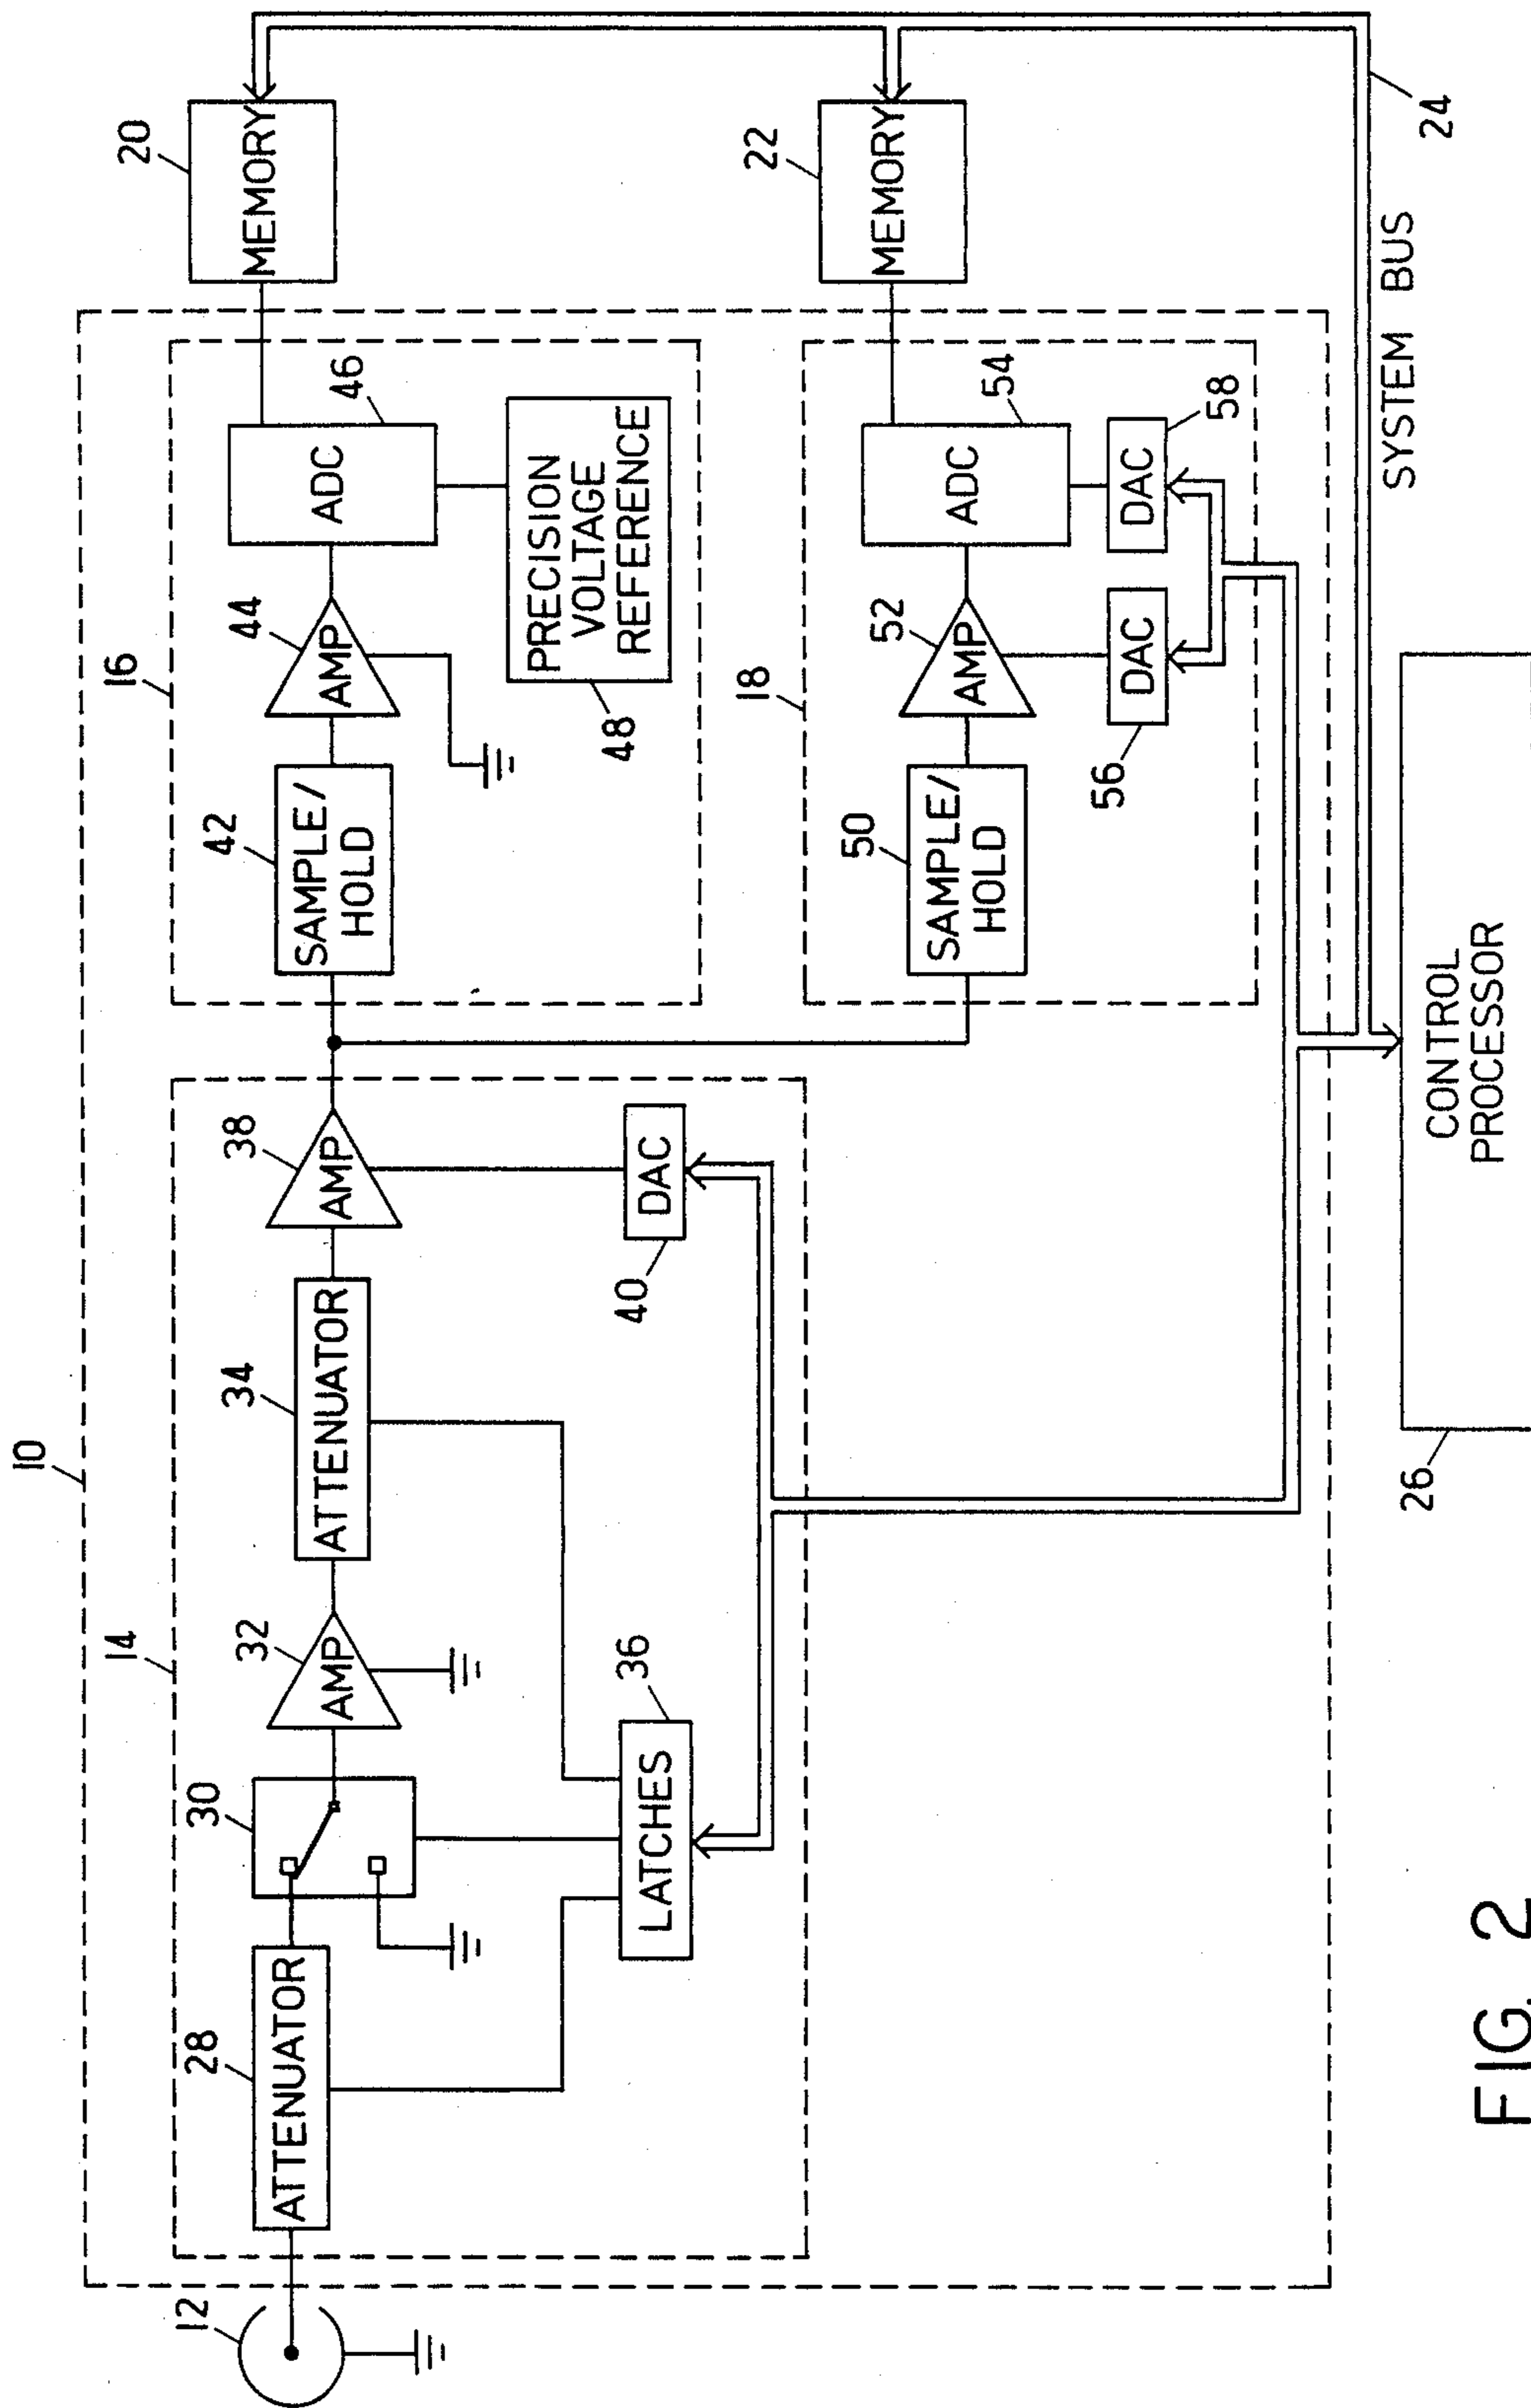 10
14
12
28
ATTENUATOR
30
32
AMP
34
ATTENUATOR
38
AMP
36
LATCHES
40
DAC
16
42
SAMPLE/
HOLD
44
AMP
46
ADC
48
PRECISION
VOLTAGE
REFERENCE
20
MEMORY
18
50
SAMPLE/
HOLD
52
AMP
54
ADC
56
DAC
58
DAC
22
MEMORY
24
SYSTEM BUS
26
CONTROL
PROCESSOR
FIG. 2